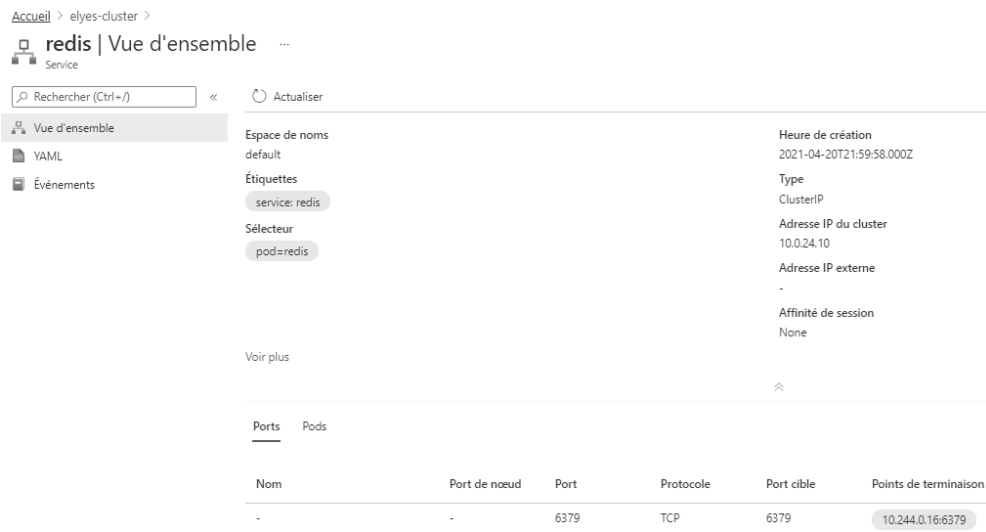 Accueil > elyes-cluster >
redis | Vue d'ensemble ...
Service
Rechercher (Ctrl+/) «
Actualiser
Vue d'ensemble
YAML
Événements
Espace de noms
default
Étiquettes
service: redis
Sélecteur
pod=redis
Heure de création
2021-04-20T21:59:58.000Z
Type
ClusterIP
Adresse IP du cluster
10.0.24.10
Adresse IP externe
-
Affinité de session
None
Voir plus
Ports Pods
Nom Port de nœud Port Protocole Port cible Points de terminaison
- - 6379 TCP 6379 10.244.0.16:6379